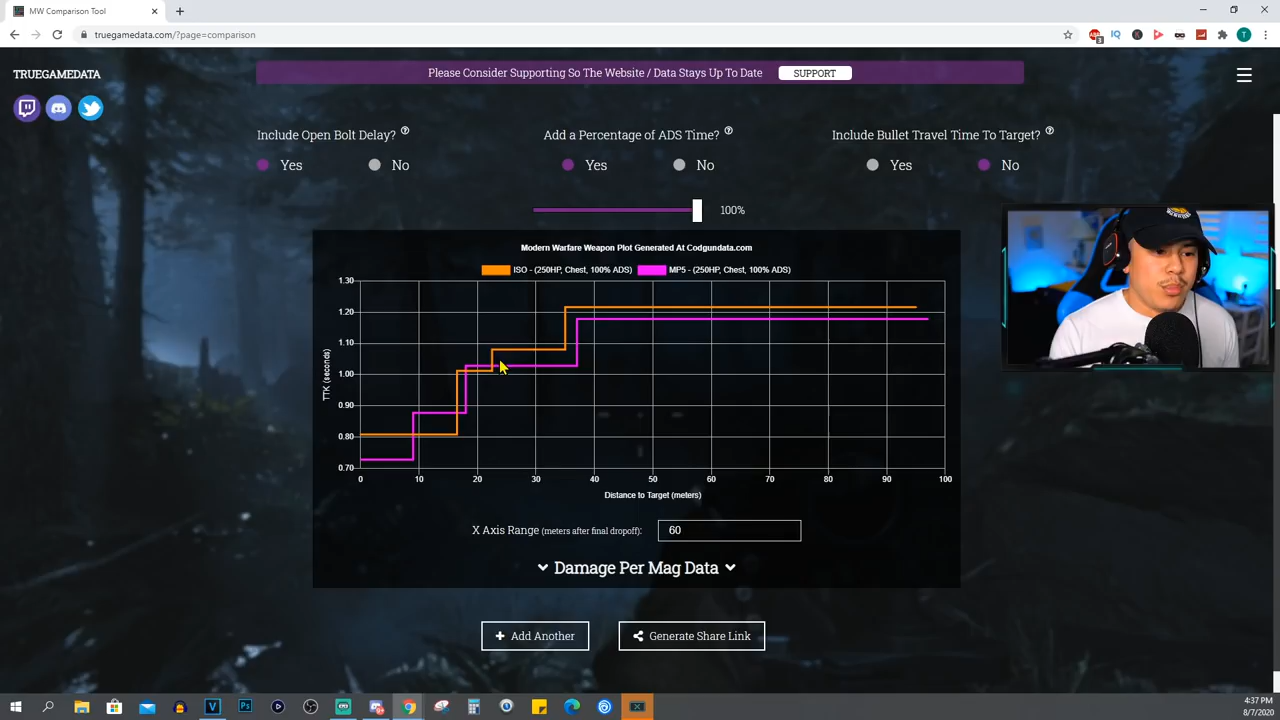 MW Comparison Tool
truegamedata.com/?page=comparison
TRUEGAMEDATA
Please Consider Supporting So The Website / Data Stays Up To Date
SUPPORT
Include Open Bolt Delay?
Yes
No
Add a Percentage of ADS Time?
Yes
No
100%
Include Bullet Travel Time To Target?
Yes
No
Modern Warfare Weapon Plot Generated At Codgundata.com
ISO - (250HP, Chest, 100% ADS)
MP5 - (250HP, Chest, 100% ADS)
TTK (seconds)
1.30
1.20
1.10
1.00
0.90
0.80
0.70
0 10 20 30 40 50 60 70 80 90 100
Distance to Target (meters)
X Axis Range (meters after final dropoff): 60
Damage Per Mag Data
Add Another
Generate Share Link
4:37 PM
8/7/2020